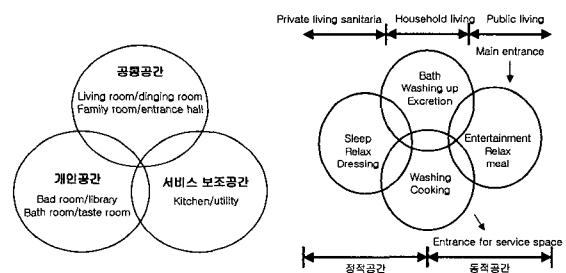 공통공간
Living room/dinging room
Family room/entrance hall
개인공간
Bad room/library
Bath room/taste room
서비스 보조공간
Kitchen/utility
Private living sanitaria
Household living
Public living
Main entrance
Bath
Washing up
Excretion
Sleep
Relax
Dressing
Entertainment
Relax
meal
Washing
Cooking
Entrance for service space
정적공간
동적공간